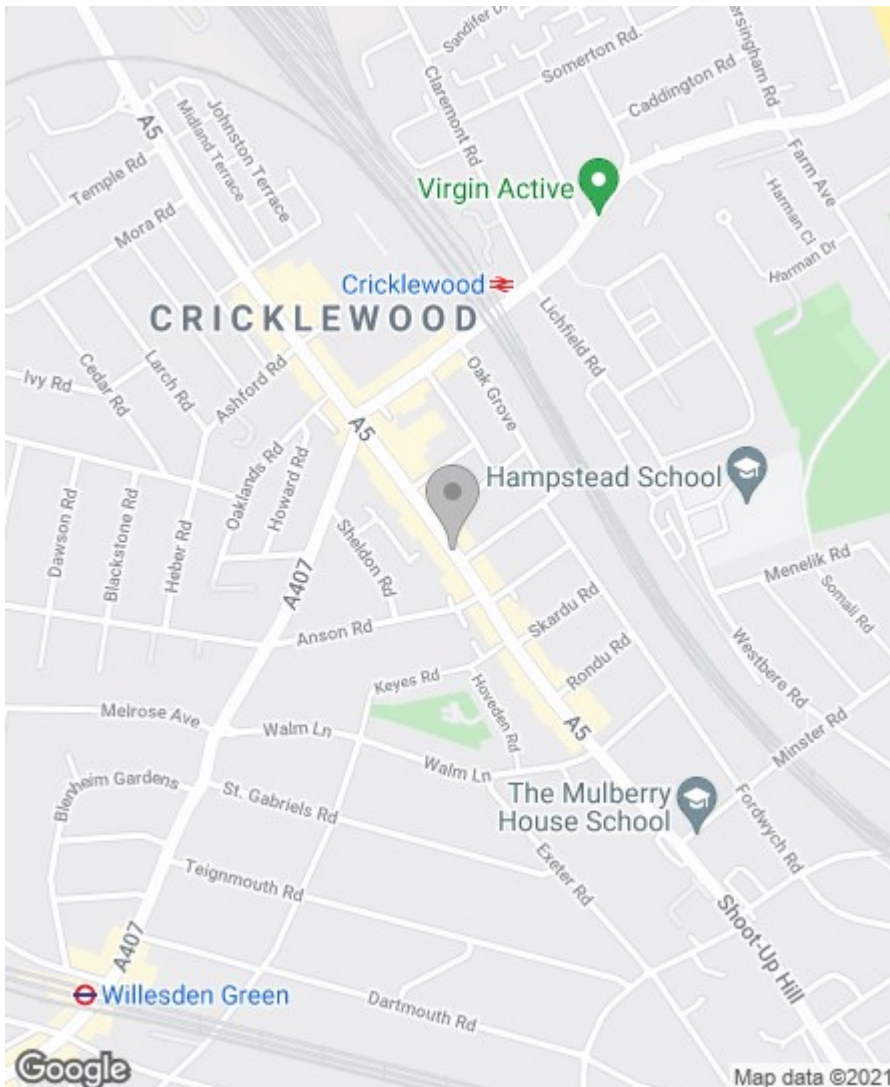 Sandifer Dr
Somerton Rd.
Claremont Rd
Caddington Rd
ersingham Rd
Farm Ave
A5
Johnston Terrace
Midland Terrace
Temple Rd
Virgin Active
Harman Cl
Mora Rd
Harman Dr
Cricklewood
CRICKLEWOOD
Lichfield Rd
Larch Rd
Cedar Rd
Ivy Rd
Ashford Rd
Oak Grove
A5
Oaklands Rd
Howard Rd
Hampstead School
Dawson Rd
Blackstone Rd
Heber Rd
Sheldon Rd
A407
Menelik Rd
Somali Rd
Skardu Rd
Anson Rd
Rondu Rd
Westbere Rd
Keyes Rd
Hoveden Rd
Melrose Ave
Walm Ln
A5
Minster Rd
Walm Ln
Blenheim Gardens
St. Gabriels Rd
The Mulberry
House School
Fordwych Rd
Exeter Rd
Teignmouth Rd
Shoot-Up Hill
A407
Willesden Green
Dartmouth Rd
Google
Map data ©2021